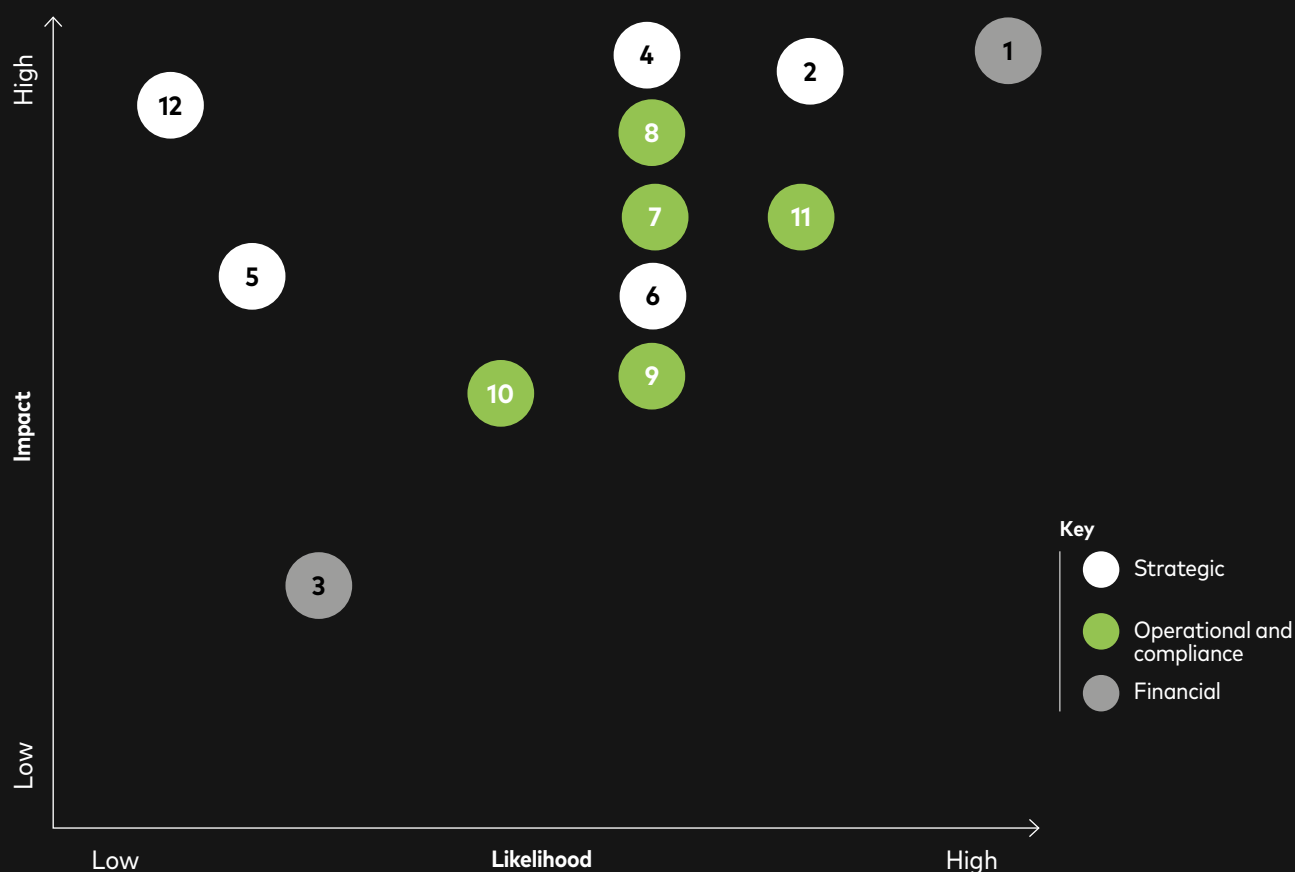 High
Impact
Low
1
4
2
12
8
7
11
5
6
9
10
3
Low
Likelihood
High
Key
Strategic
Operational and
compliance
Financial